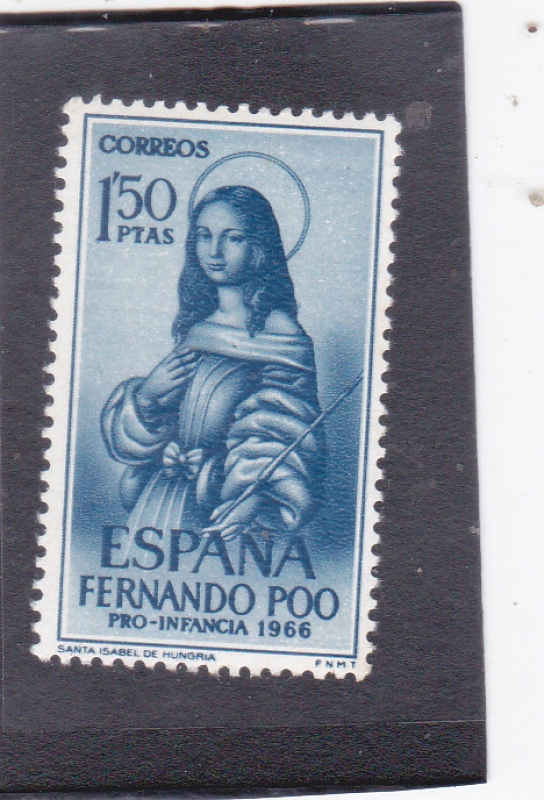 CORREOS
1'50
PTAS
ESPAÑA
FERNANDO POO
PRO-INFANCIA 1966
SANTA ISABEL DE HUNGRIA
F N M T